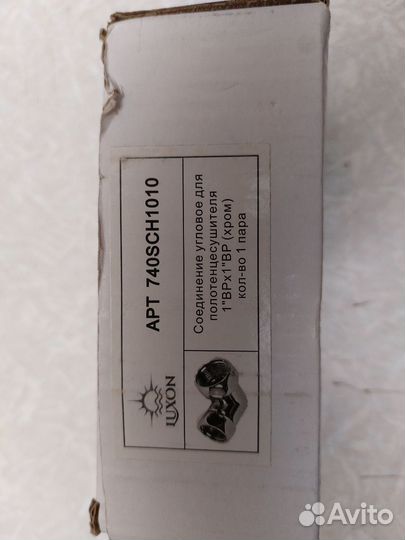 АРТ 740SCH1010
LUXON
Соединение угловое для
полотенцесушителя
1"ВРх1"ВР (хром)
кол-во 1 пара
Avito